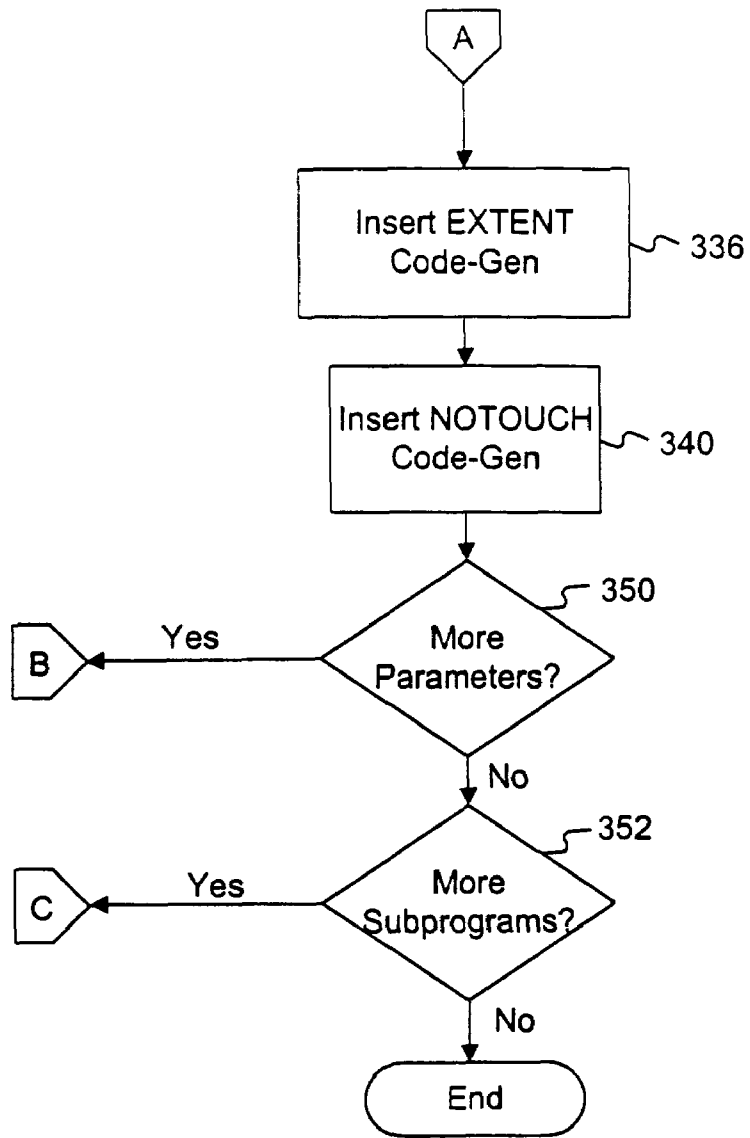 A
Insert EXTENT
Code-Gen
336
Insert NOTOUCH
Code-Gen
340
350
More
Parameters?
Yes
B
No
352
More
Subprograms?
Yes
C
No
End